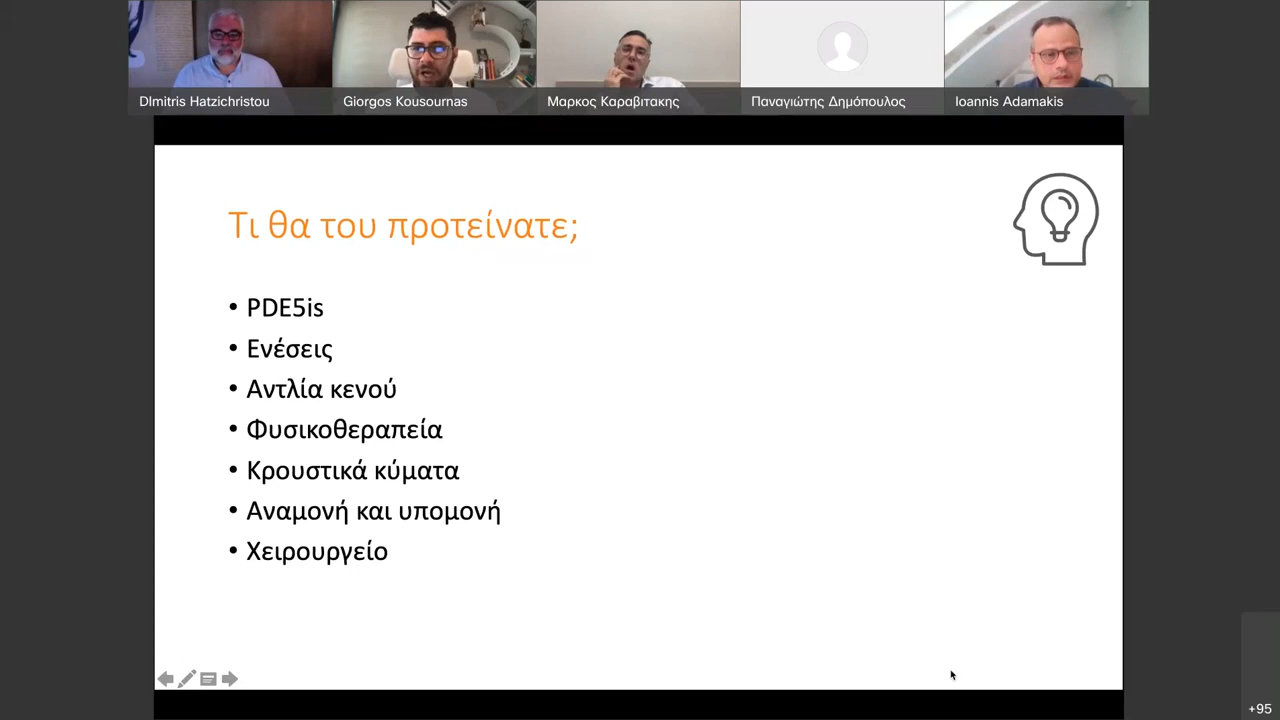 DImitris Hatzichristou
Giorgos Kousournas
Μαρκος Καραβιτακης
Παναγιώτης Δημόπουλος
Ioannis Adamakis
Τι θα του προτείνατε;
• PDE5is
• Ενέσεις
• Αντλία κενού
• Φυσικοθεραπεία
• Κρουστικά κύματα
• Αναμονή και υπομονή
• Χειρουργείο
+95